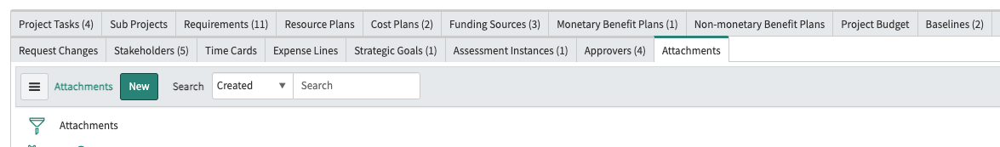 Project Tasks (4) Sub Projects Requirements (11) Resource Plans Cost Plans (2) Funding Sources (3) Monetary Benefit Plans (1) Non-monetary Benefit Plans Project Budget Baselines (2)
Request Changes Stakeholders (5) Time Cards Expense Lines Strategic Goals (1) Assessment Instances (1) Approvers (4) Attachments
Attachments New Search Created Search
Attachments